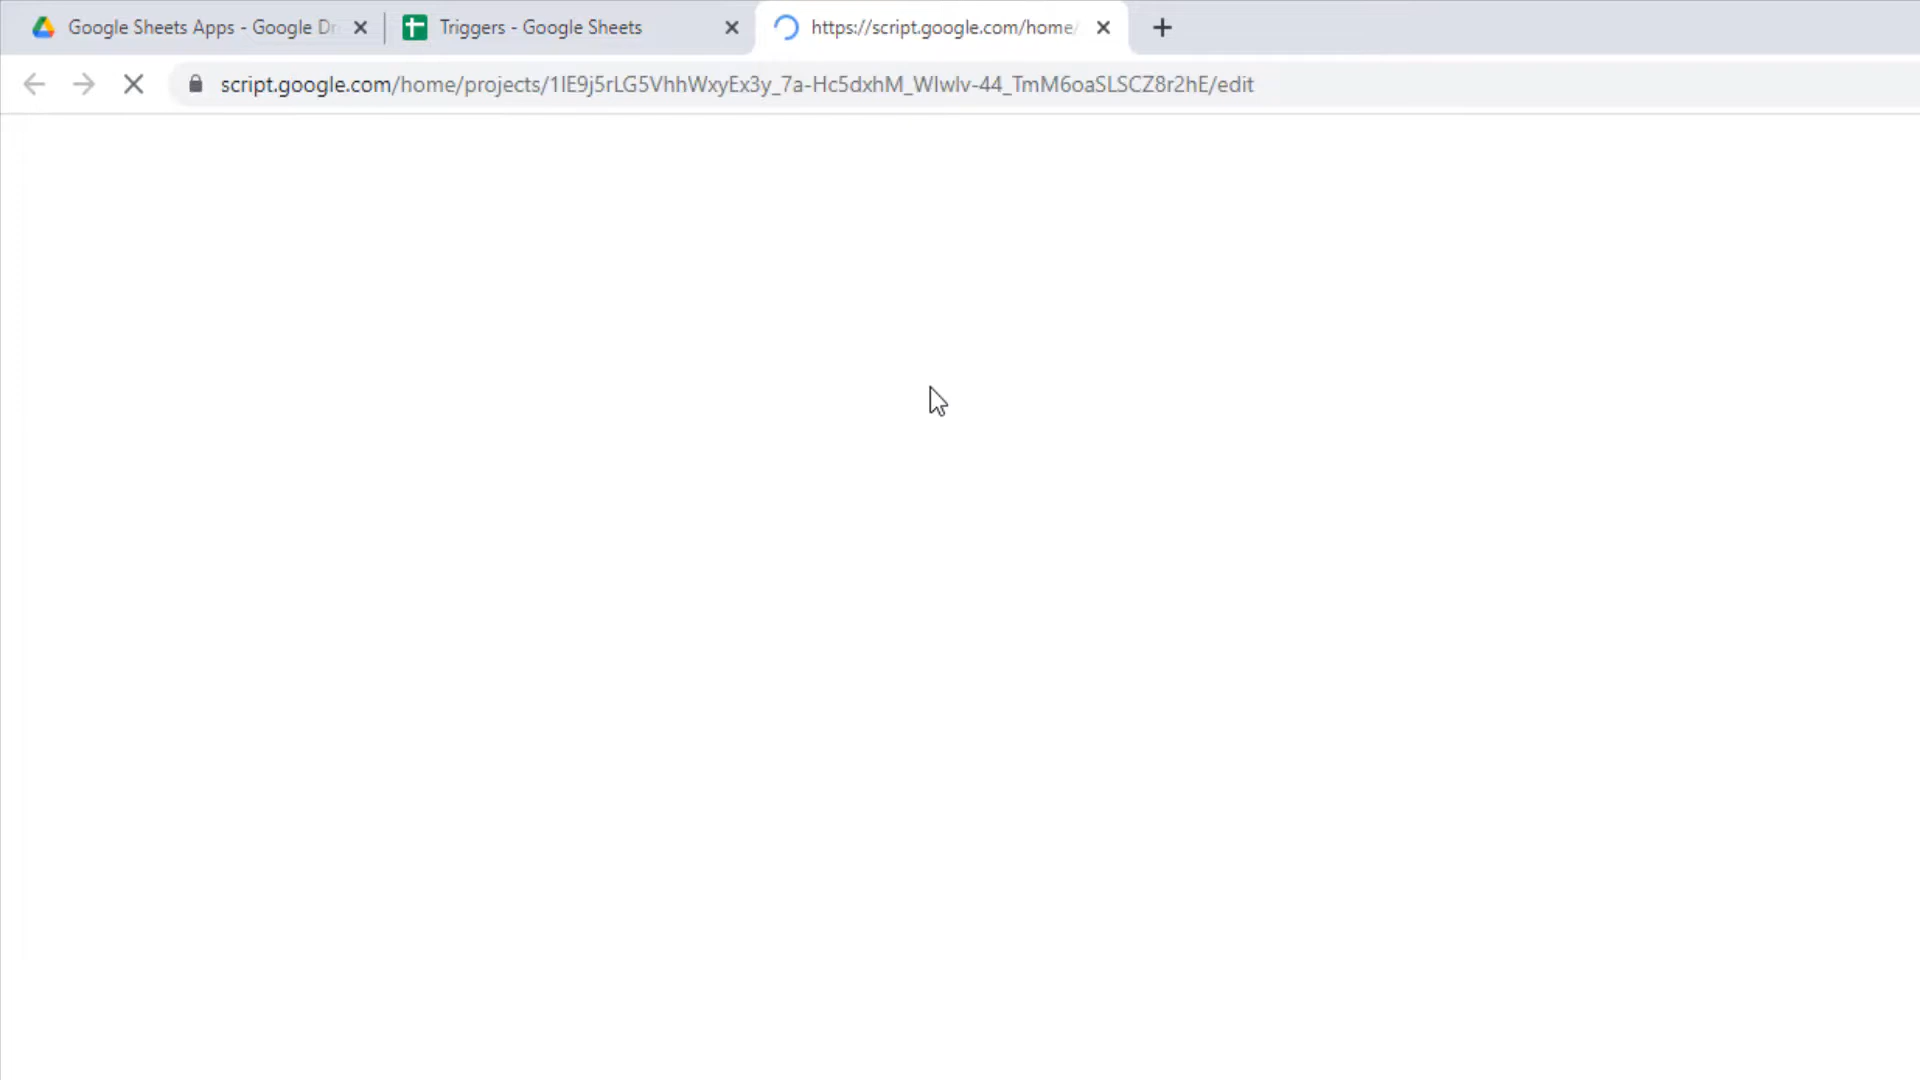 Google Sheets Apps - Google Dr
Triggers - Google Sheets
https://script.google.com/home/
script.google.com/home/projects/1lE9j5rLG5VhhWxyEx3y_7a-Hc5dxhM_Wlwlv-44_TmM6oaSLSCZ8r2hE/edit